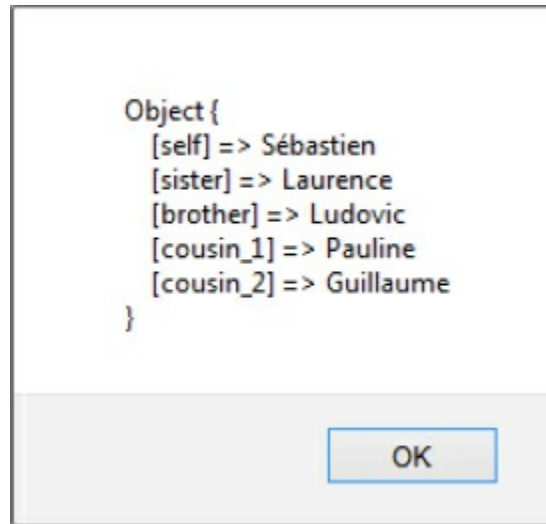 Object {
[self] => Sébastien
[sister] => Laurence
[brother] => Ludovic
[cousin_1] => Pauline
[cousin_2] => Guillaume
}
OK